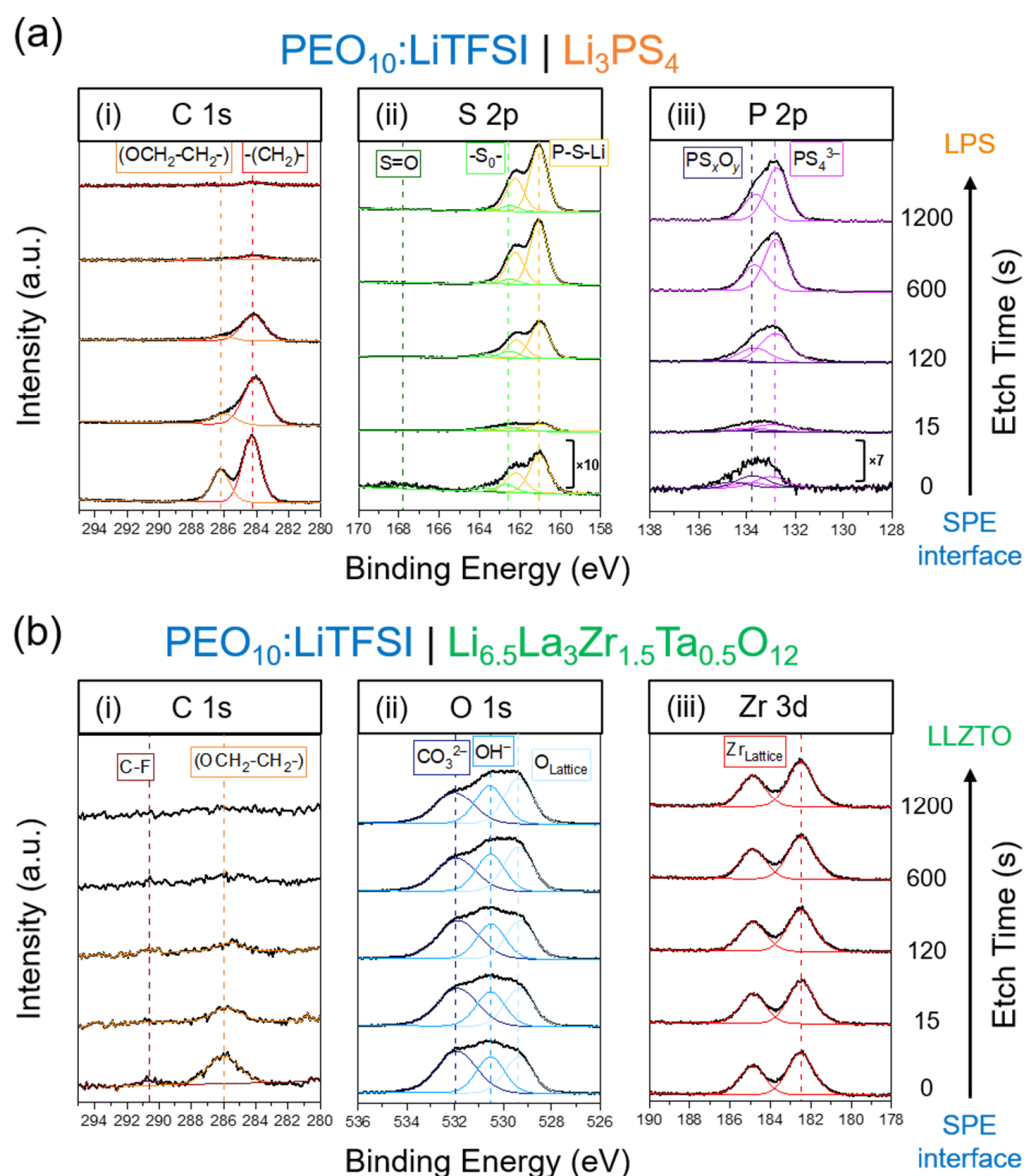 (a)
PEO₁₀:LiTFSI | Li₃PS₄
(i) C 1s
(ii) S 2p
(iii) P 2p
(OCH₂-CH₂-)
-(CH₂)-
S=O
-S₀-
P-S-Li
PSₓOᵧ
PS₄³⁻
LPS
1200
600
120
15
0
×10
×7
Intensity (a.u.)
Etch Time (s)
294 292 290 288 286 284 282 280
170 168 166 164 162 160 158
138 136 134 132 130 128
SPE
interface
Binding Energy (eV)
(b)
PEO₁₀:LiTFSI | Li₆.₅La₃Zr₁.₅Ta₀.₅O₁₂
(i) C 1s
(ii) O 1s
(iii) Zr 3d
C-F
(OCH₂-CH₂-)
CO₃²⁻
OH⁻
O_Lattice
Zr_Lattice
LLZTO
1200
600
120
15
0
Intensity (a.u.)
Etch Time (s)
294 292 290 288 286 284 282 280
536 534 532 530 528 526
190 188 186 184 182 180 178
SPE
interface
Binding Energy (eV)